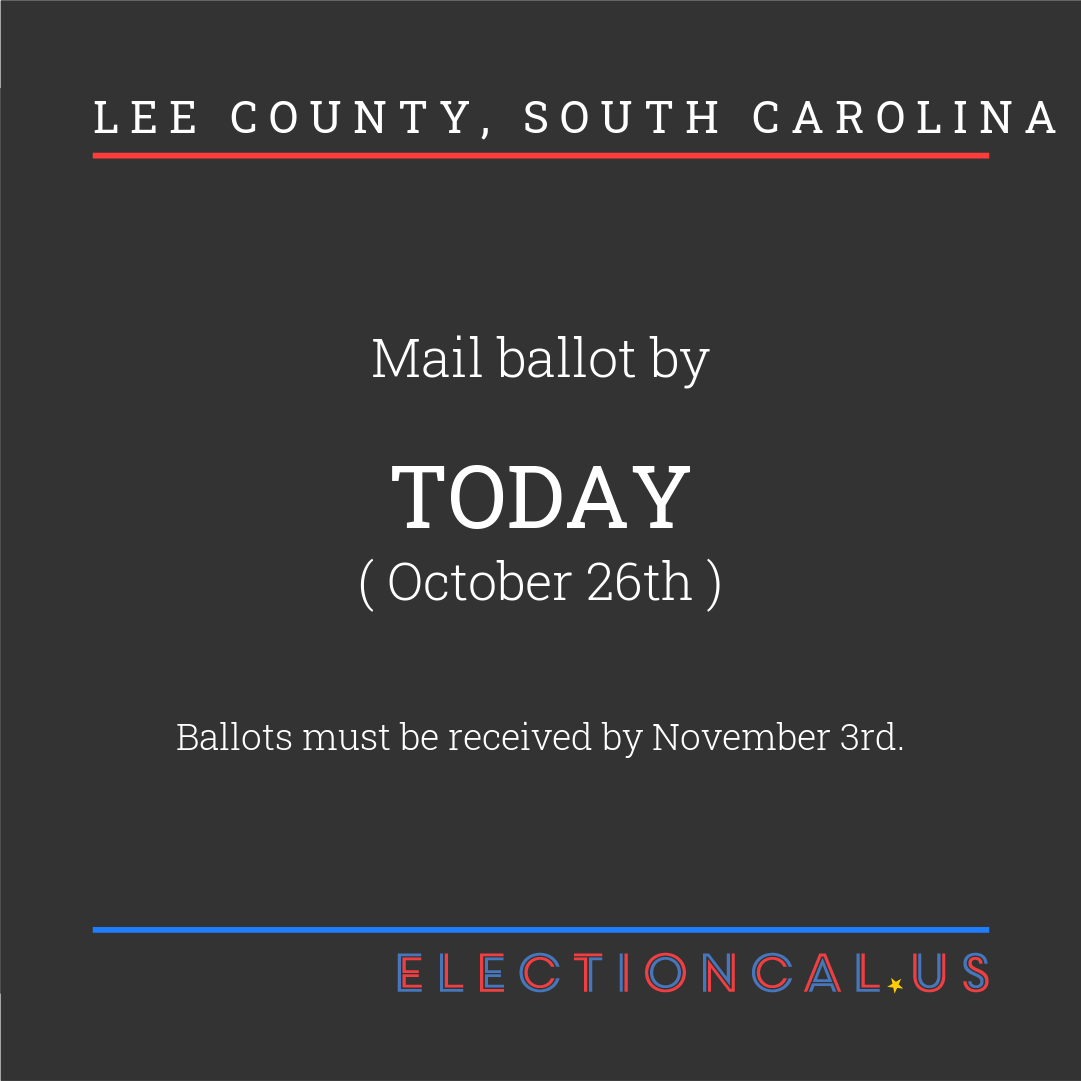 LEE COUNTY, SOUTH CAROLINA
Mail ballot by
TODAY
( October 26th )
Ballots must be received by November 3rd.
ELECTIONCAL.US